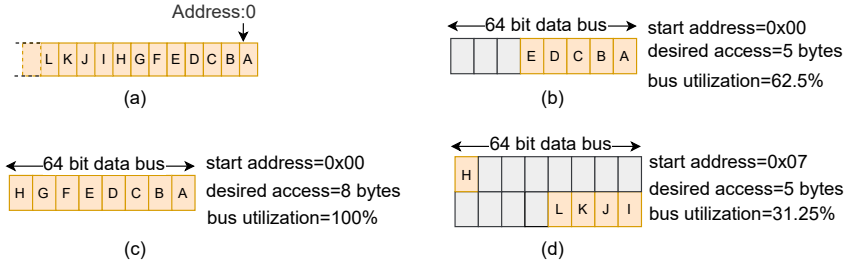 Address:0
L K J I H G F E D C B A
(a)
64 bit data bus
start address=0x00
desired access=5 bytes
E D C B A
bus utilization=62.5%
(b)
64 bit data bus
start address=0x00
H G F E D C B A
desired access=8 bytes
bus utilization=100%
(c)
64 bit data bus
start address=0x07
H
desired access=5 bytes
L K J I
bus utilization=31.25%
(d)